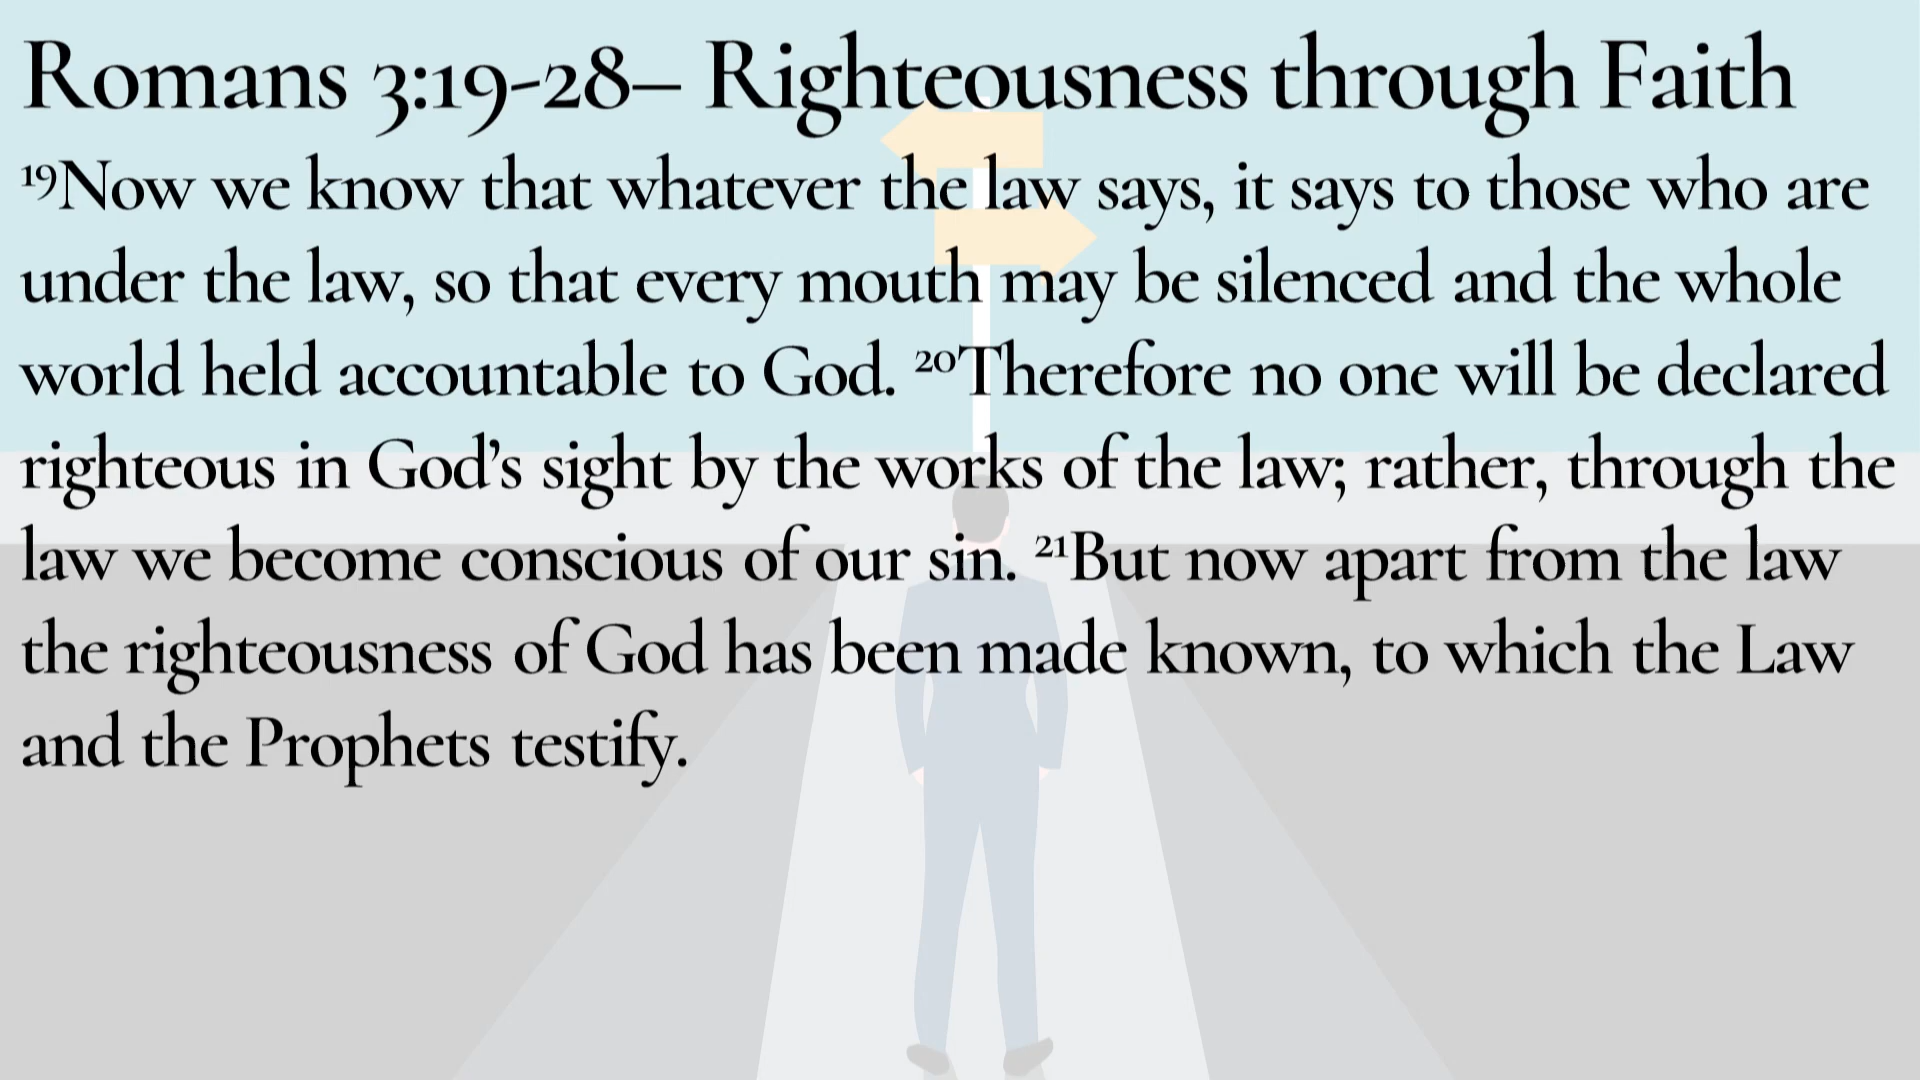 Romans 3:19-28– Righteousness through Faith
¹⁹Now we know that whatever the law says, it says to those who are
under the law, so that every mouth may be silenced and the whole
world held accountable to God. ²⁰Therefore no one will be declared
righteous in God’s sight by the works of the law; rather, through the
law we become conscious of our sin. ²¹But now apart from the law
the righteousness of God has been made known, to which the Law
and the Prophets testify.